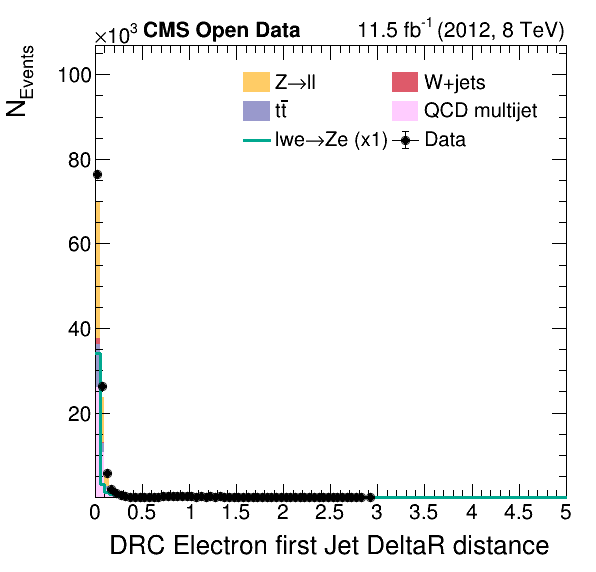 ×10³ CMS Open Data 11.5 fb⁻¹ (2012, 8 TeV)
N_Events
100
80
60
40
20
Z→ll W+jets
tt̄ QCD multijet
lwe→Ze (x1) Data
0 0.5 1 1.5 2 2.5 3 3.5 4 4.5 5
DRC Electron first Jet DeltaR distance